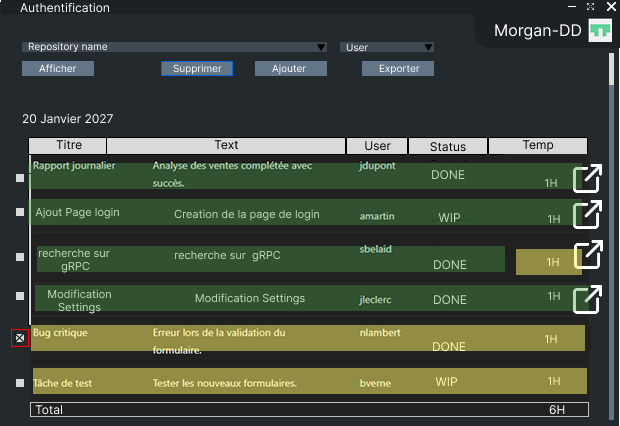 Authentification
Morgan-DD
Repository name
User
Afficher
Supprimer
Ajouter
Exporter
20 Janvier 2027
Titre Text User Status Temp
Rapport journalier Analyse des ventes complétée avec jdupont DONE 1H
succès.
Ajout Page login Creation de la page de login amartin WIP 1H
recherche sur recherche sur gRPC sbelaid DONE 1H
gRPC
Modification Modification Settings jleclerc DONE 1H
Settings
Bug critique Erreur lors de la validation du nlambert DONE 1H
formulaire.
Tâche de test Tester les nouveaux formulaires. bverne WIP 1H
Total 6H